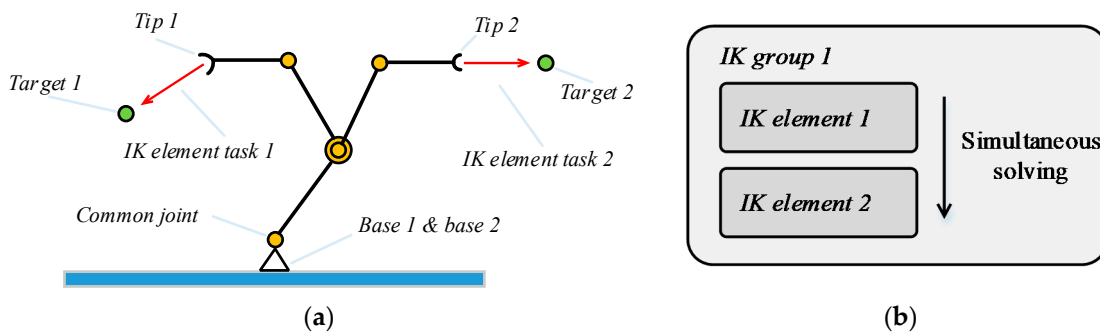 Tip 1
Tip 2
Target 1
Target 2
IK element task 1
IK element task 2
Common joint
Base 1 & base 2
(a)
IK group 1
IK element 1
IK element 2
Simultaneous
solving
(b)